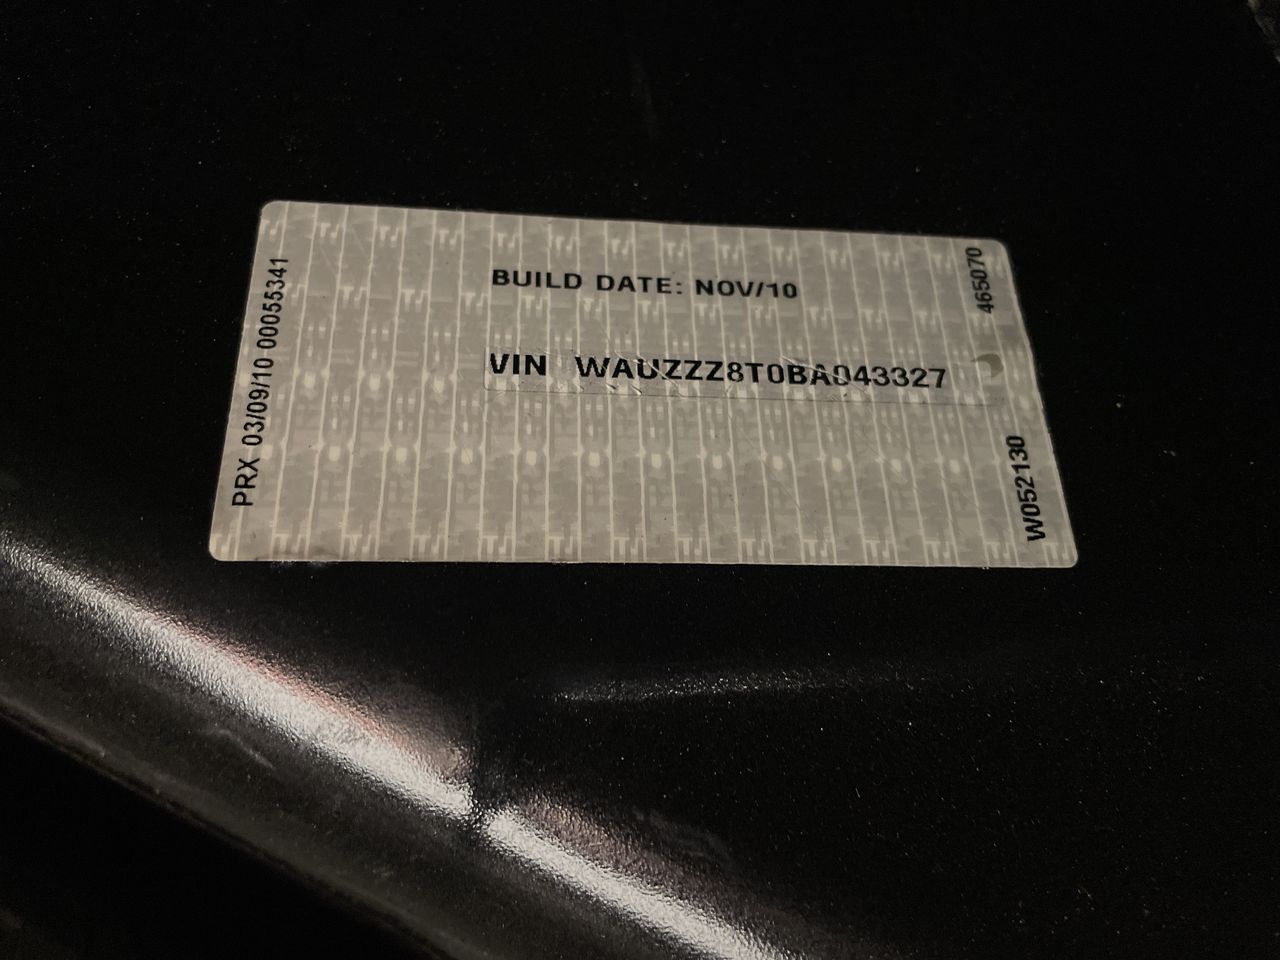 BUILD DATE: NOV/10
VIN WAUZZZ8T0BA043327
PRX 03/09/10 00055341
465070
W052130